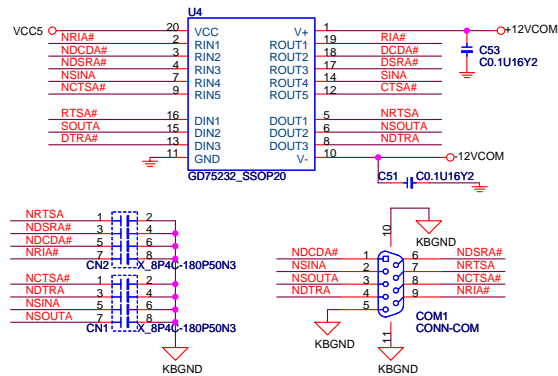 U4
VCC5 20 VCC V+ 1 +12VCOM
NRIA# 2 RIN1 ROUT1 19 RIA#
NDCDA# 3 RIN2 ROUT2 18 DCDA#
NDSRA# 4 RIN3 ROUT3 17 DSRA#
NSINA 7 RIN4 ROUT4 14 SINA
NCTSA# 9 RIN5 ROUT5 12 CTSA#
C53
C0.1U16Y2
RTSA# 16 DIN1 DOUT1 5 NRTSA
SOUTA 15 DIN2 DOUT2 6 NSOUTA
DTRA# 13 DIN3 DOUT3 8 NDTRA
11 GND V- 10 -12VCOM
GD75232_SSOP20
C51 C0.1U16Y2
NRTSA 1 2
NDSRA# 3 4
NDCDA# 5 6
NRIA# 7 8
CN2 X_8P4C-180P50N3
NCTSA# 1 2
NDTRA 3 4
NSINA 5 6
NSOUTA 7 8
CN1 X_8P4C-180P50N3
KBGND
10
KBGND
NDCDA# 1 6 NDSRA#
NSINA 2 7 NRTSA
NSOUTA 3 8 NCTSA#
NDTRA 4 9 NRIA#
5
COM1
CONN-COM
KBGND
11
KBGND